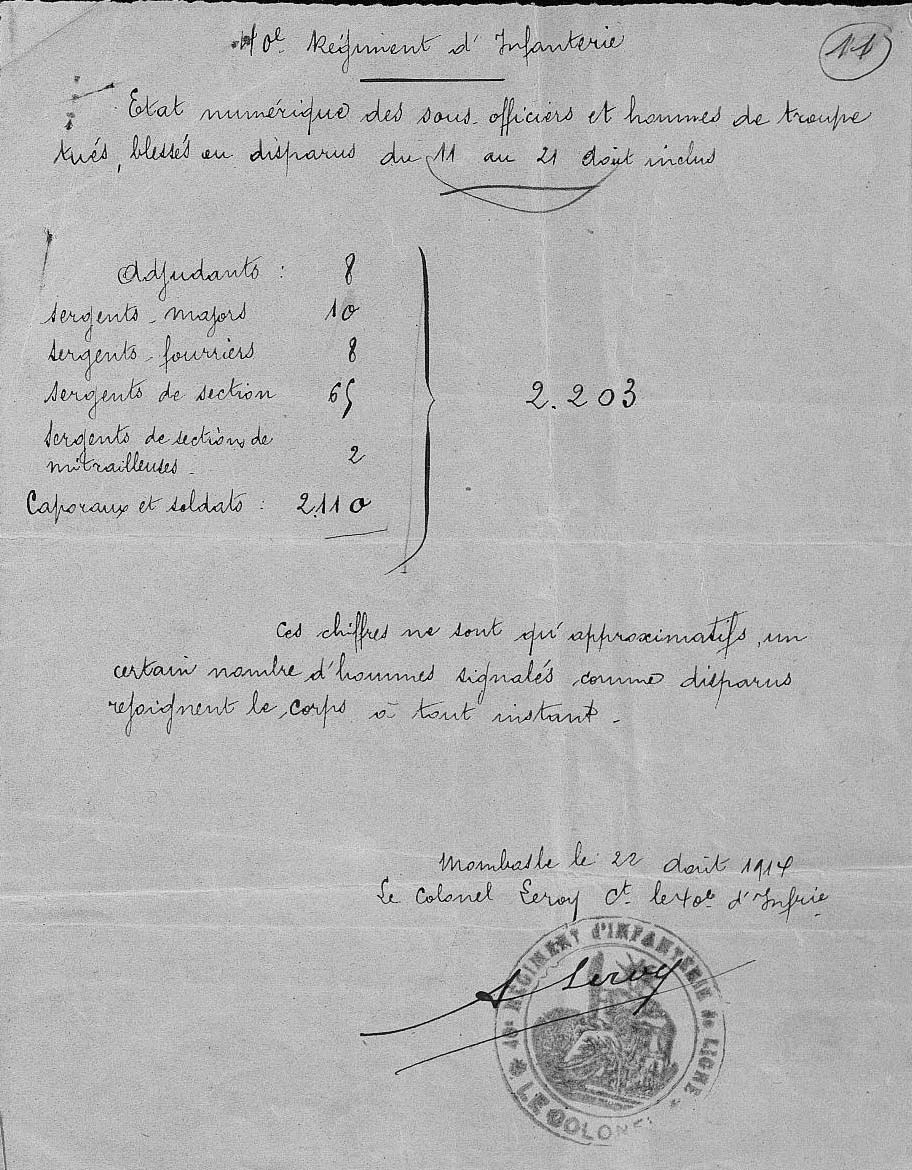 40e Régiment d'Infanterie
11
Etat numérique des sous-officiers et hommes de troupe
tués, blessés ou disparus du 11 au 21 Août inclus
Adjudants : 8
Sergents-majors 10
Sergents-fourriers 8
Sergents de section 65
Sergents de sections de
mitrailleuses - 2
Caporaux et soldats : 2.110
2.203
Ces chiffres ne sont qu'approximatifs, un
certain nombre d'hommes signalés comme disparus
rejoignent le corps à tout instant -
le 22 Août 1914
Le Colonel Leroy Ct. le 40e d'Infrie
A Leroy
40e REGIMENT D'INFANTERIE de LIGNE
* LE COLONEL *